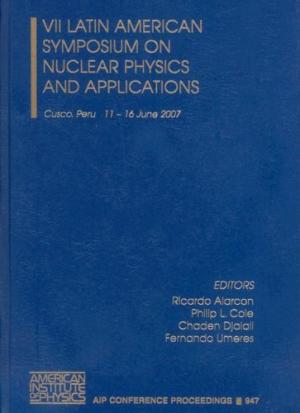 VII LATIN AMERICAN
SYMPOSIUM ON
NUCLEAR PHYSICS
AND APPLICATIONS
Cusco, Peru 11 – 16 June 2007
EDITORS
Ricardo Alarcon
Philip L. Cole
Chaden Djalali
Fernando Umeres
AMERICAN
INSTITUTE
OF PHYSICS
AIP CONFERENCE PROCEEDINGS 947